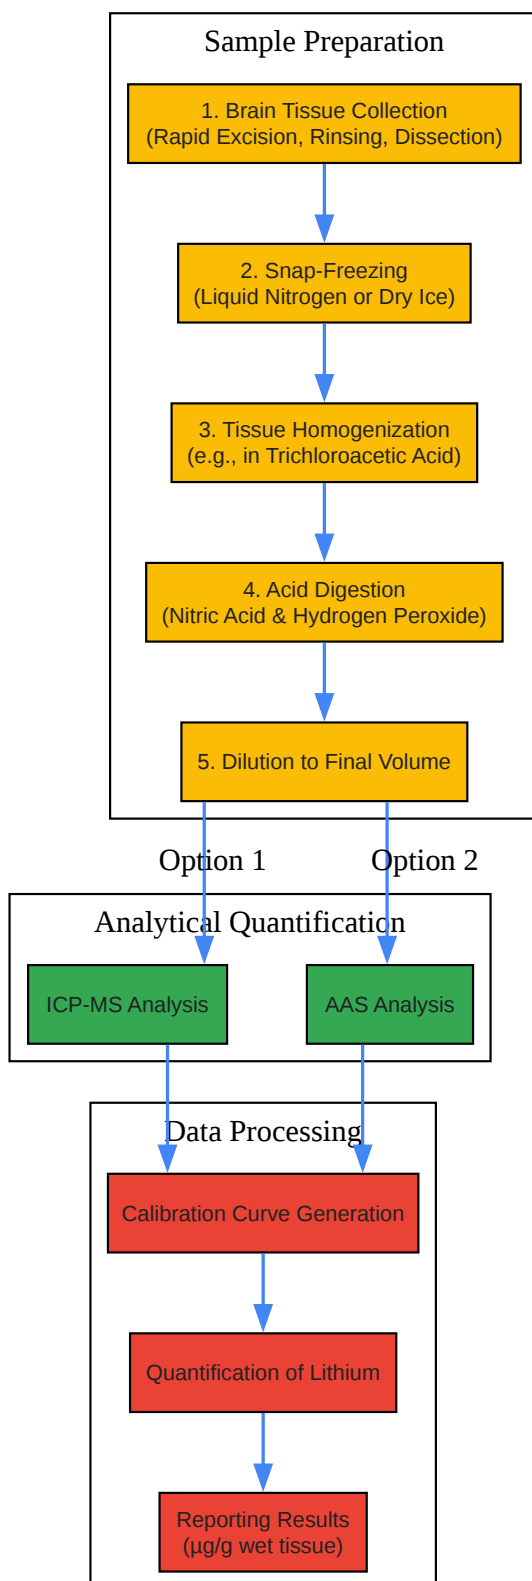 Sample Preparation
1. Brain Tissue Collection
(Rapid Excision, Rinsing, Dissection)
2. Snap-Freezing
(Liquid Nitrogen or Dry Ice)
3. Tissue Homogenization
(e.g., in Trichloroacetic Acid)
4. Acid Digestion
(Nitric Acid & Hydrogen Peroxide)
5. Dilution to Final Volume
Option 1
Option 2
Analytical Quantification
ICP-MS Analysis
AAS Analysis
Data Processing
Calibration Curve Generation
Quantification of Lithium
Reporting Results
(µg/g wet tissue)